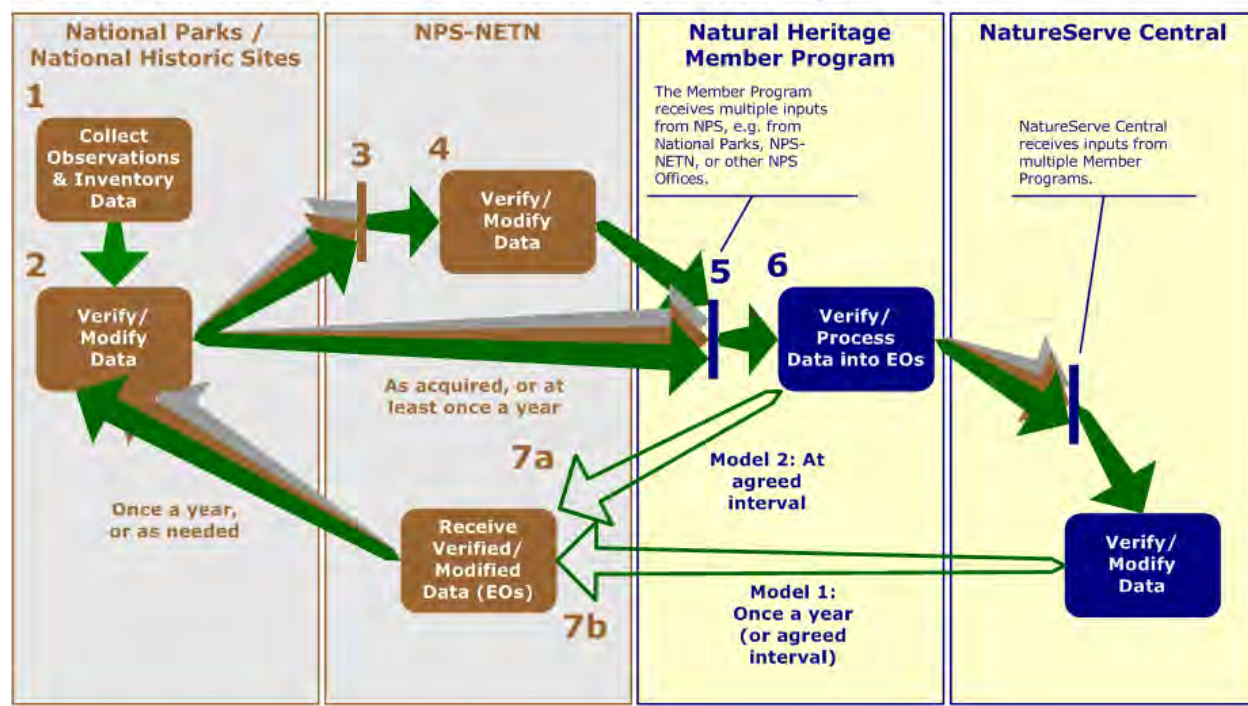 National Parks /
National Historic Sites
NPS-NETN
Natural Heritage
Member Program
NatureServe Central
1
Collect
Observations
& Inventory
Data
The Member Program
receives multiple inputs
from NPS, e.g. from
National Parks, NPS-
NETN, or other NPS
Offices.
NatureServe Central
receives inputs from
multiple Member
Programs.
2
Verify/
Modify
Data
3
4
Verify/
Modify
Data
5
6
Verify/
Process
Data into EOs
As acquired, or at
least once a year
7a
Model 2: At
agreed
interval
Once a year,
or as needed
Receive
Verified/
Modified
Data (EOs)
7b
Model 1:
Once a year
(or agreed
interval)
Verify/
Modify
Data